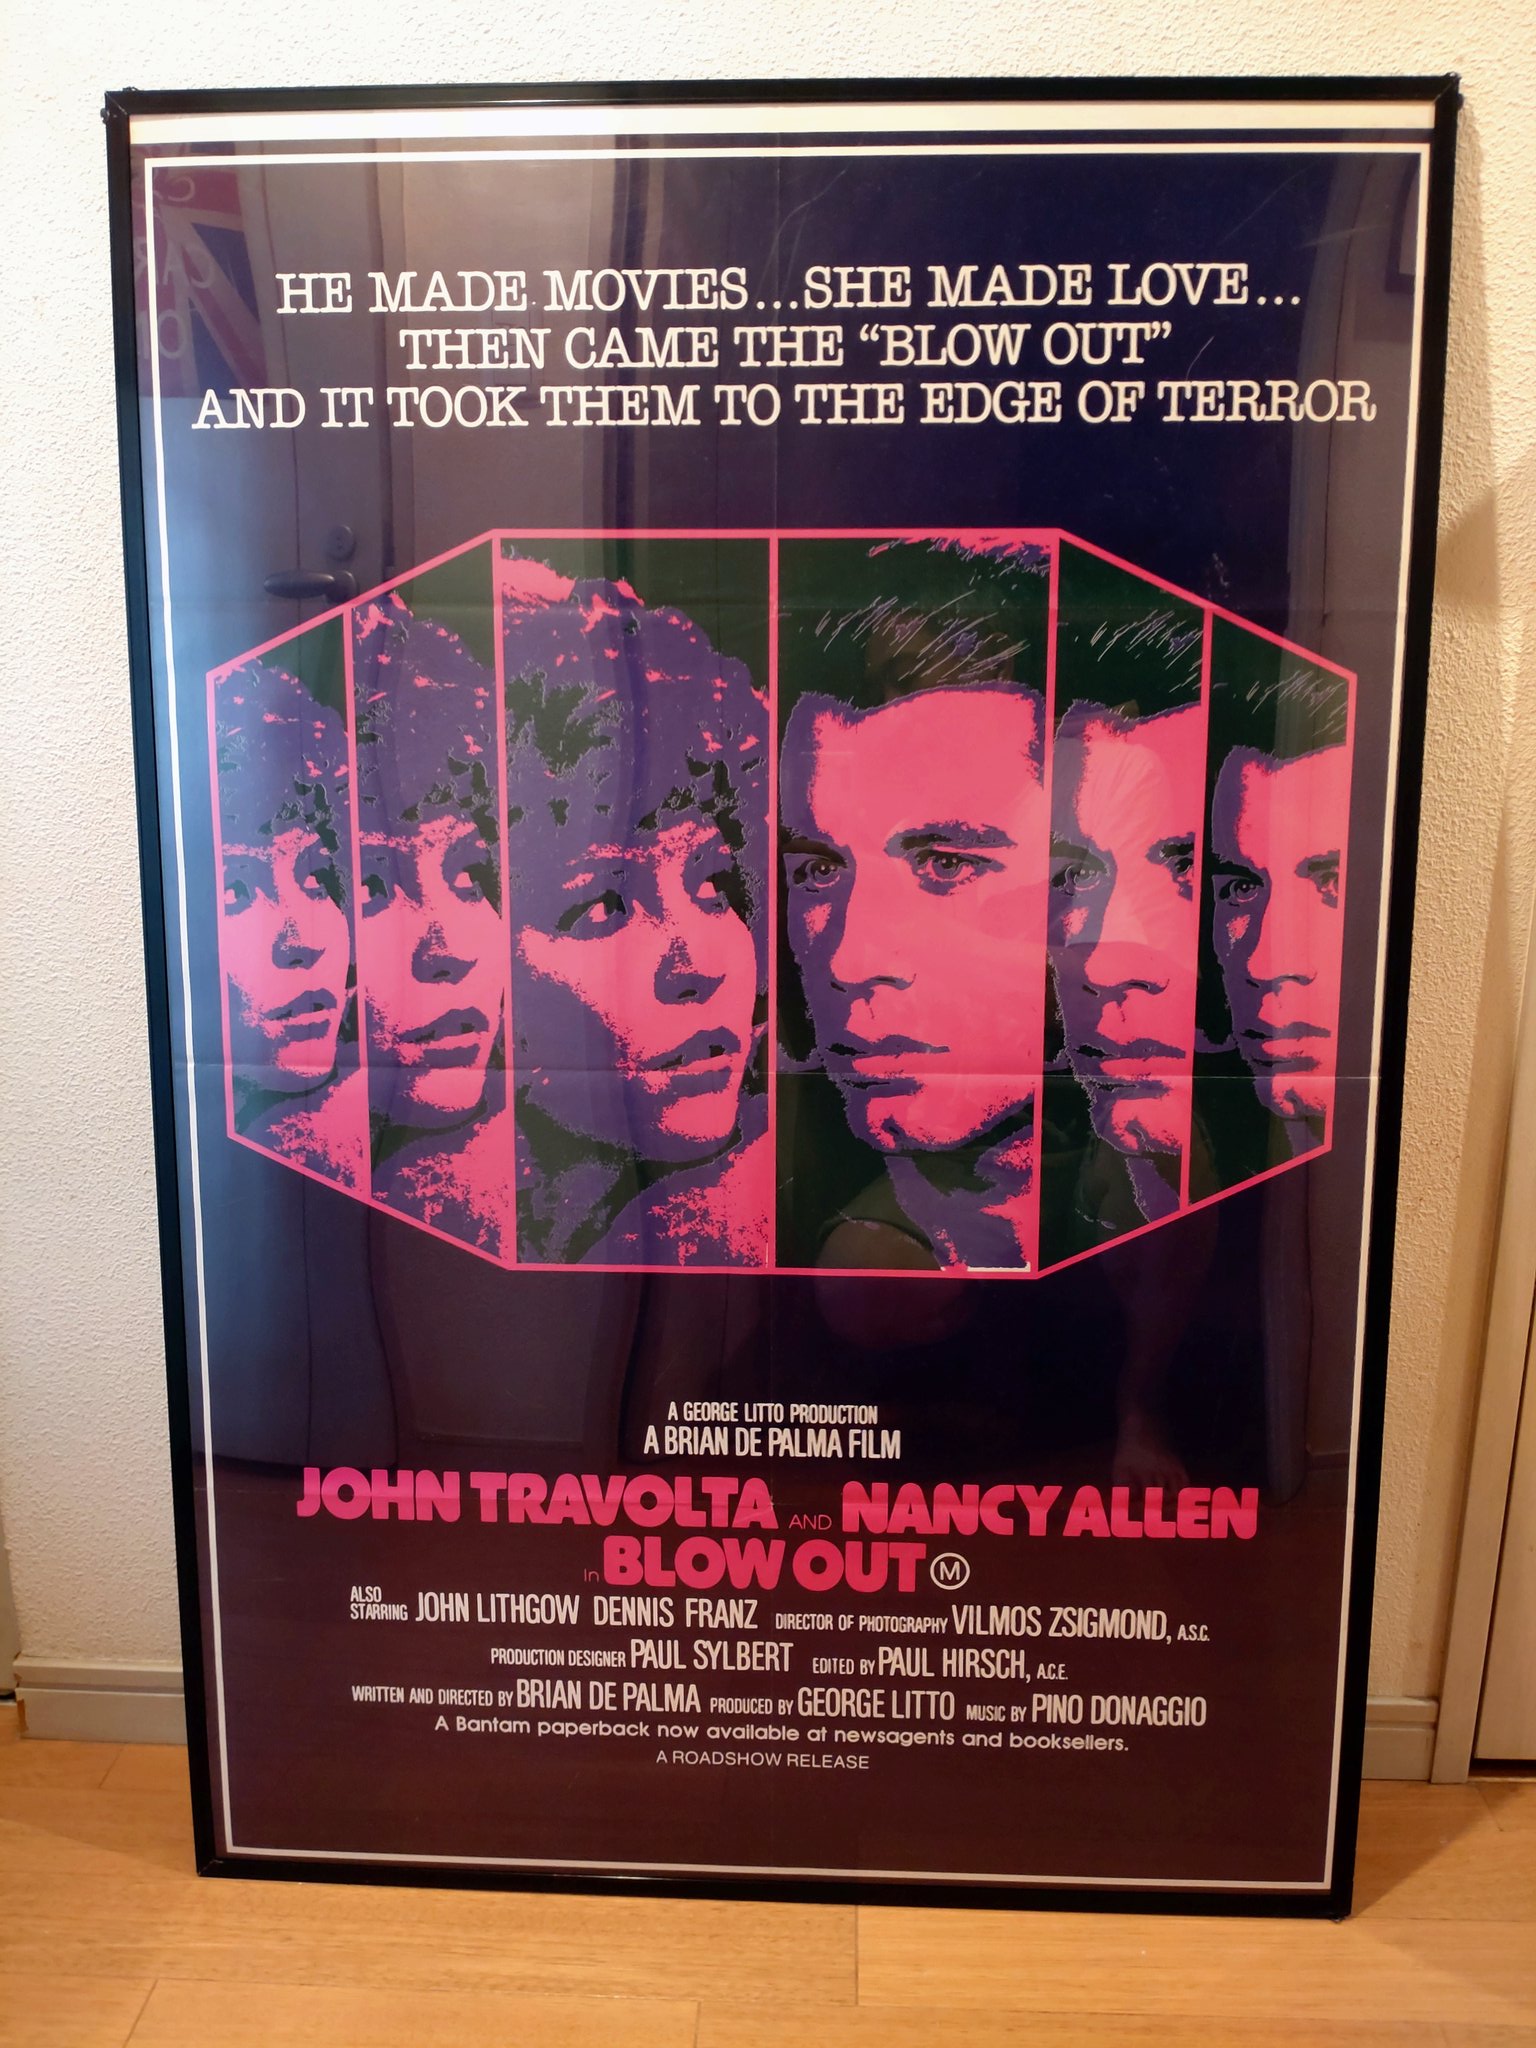 HE MADE MOVIES...SHE MADE LOVE...
THEN CAME THE “BLOW OUT”
AND IT TOOK THEM TO THE EDGE OF TERROR
A GEORGE LITTO PRODUCTION
A BRIAN DE PALMA FILM
JOHN TRAVOLTA AND NANCY ALLEN
In BLOW OUT M
ALSO STARRING JOHN LITHGOW DENNIS FRANZ DIRECTOR OF PHOTOGRAPHY VILMOS ZSIGMOND, A.S.C.
PRODUCTION DESIGNER PAUL SYLBERT EDITED BY PAUL HIRSCH, A.C.E.
WRITTEN AND DIRECTED BY BRIAN DE PALMA PRODUCED BY GEORGE LITTO MUSIC BY PINO DONAGGIO
A Bantam paperback now available at newsagents and booksellers.
A ROADSHOW RELEASE